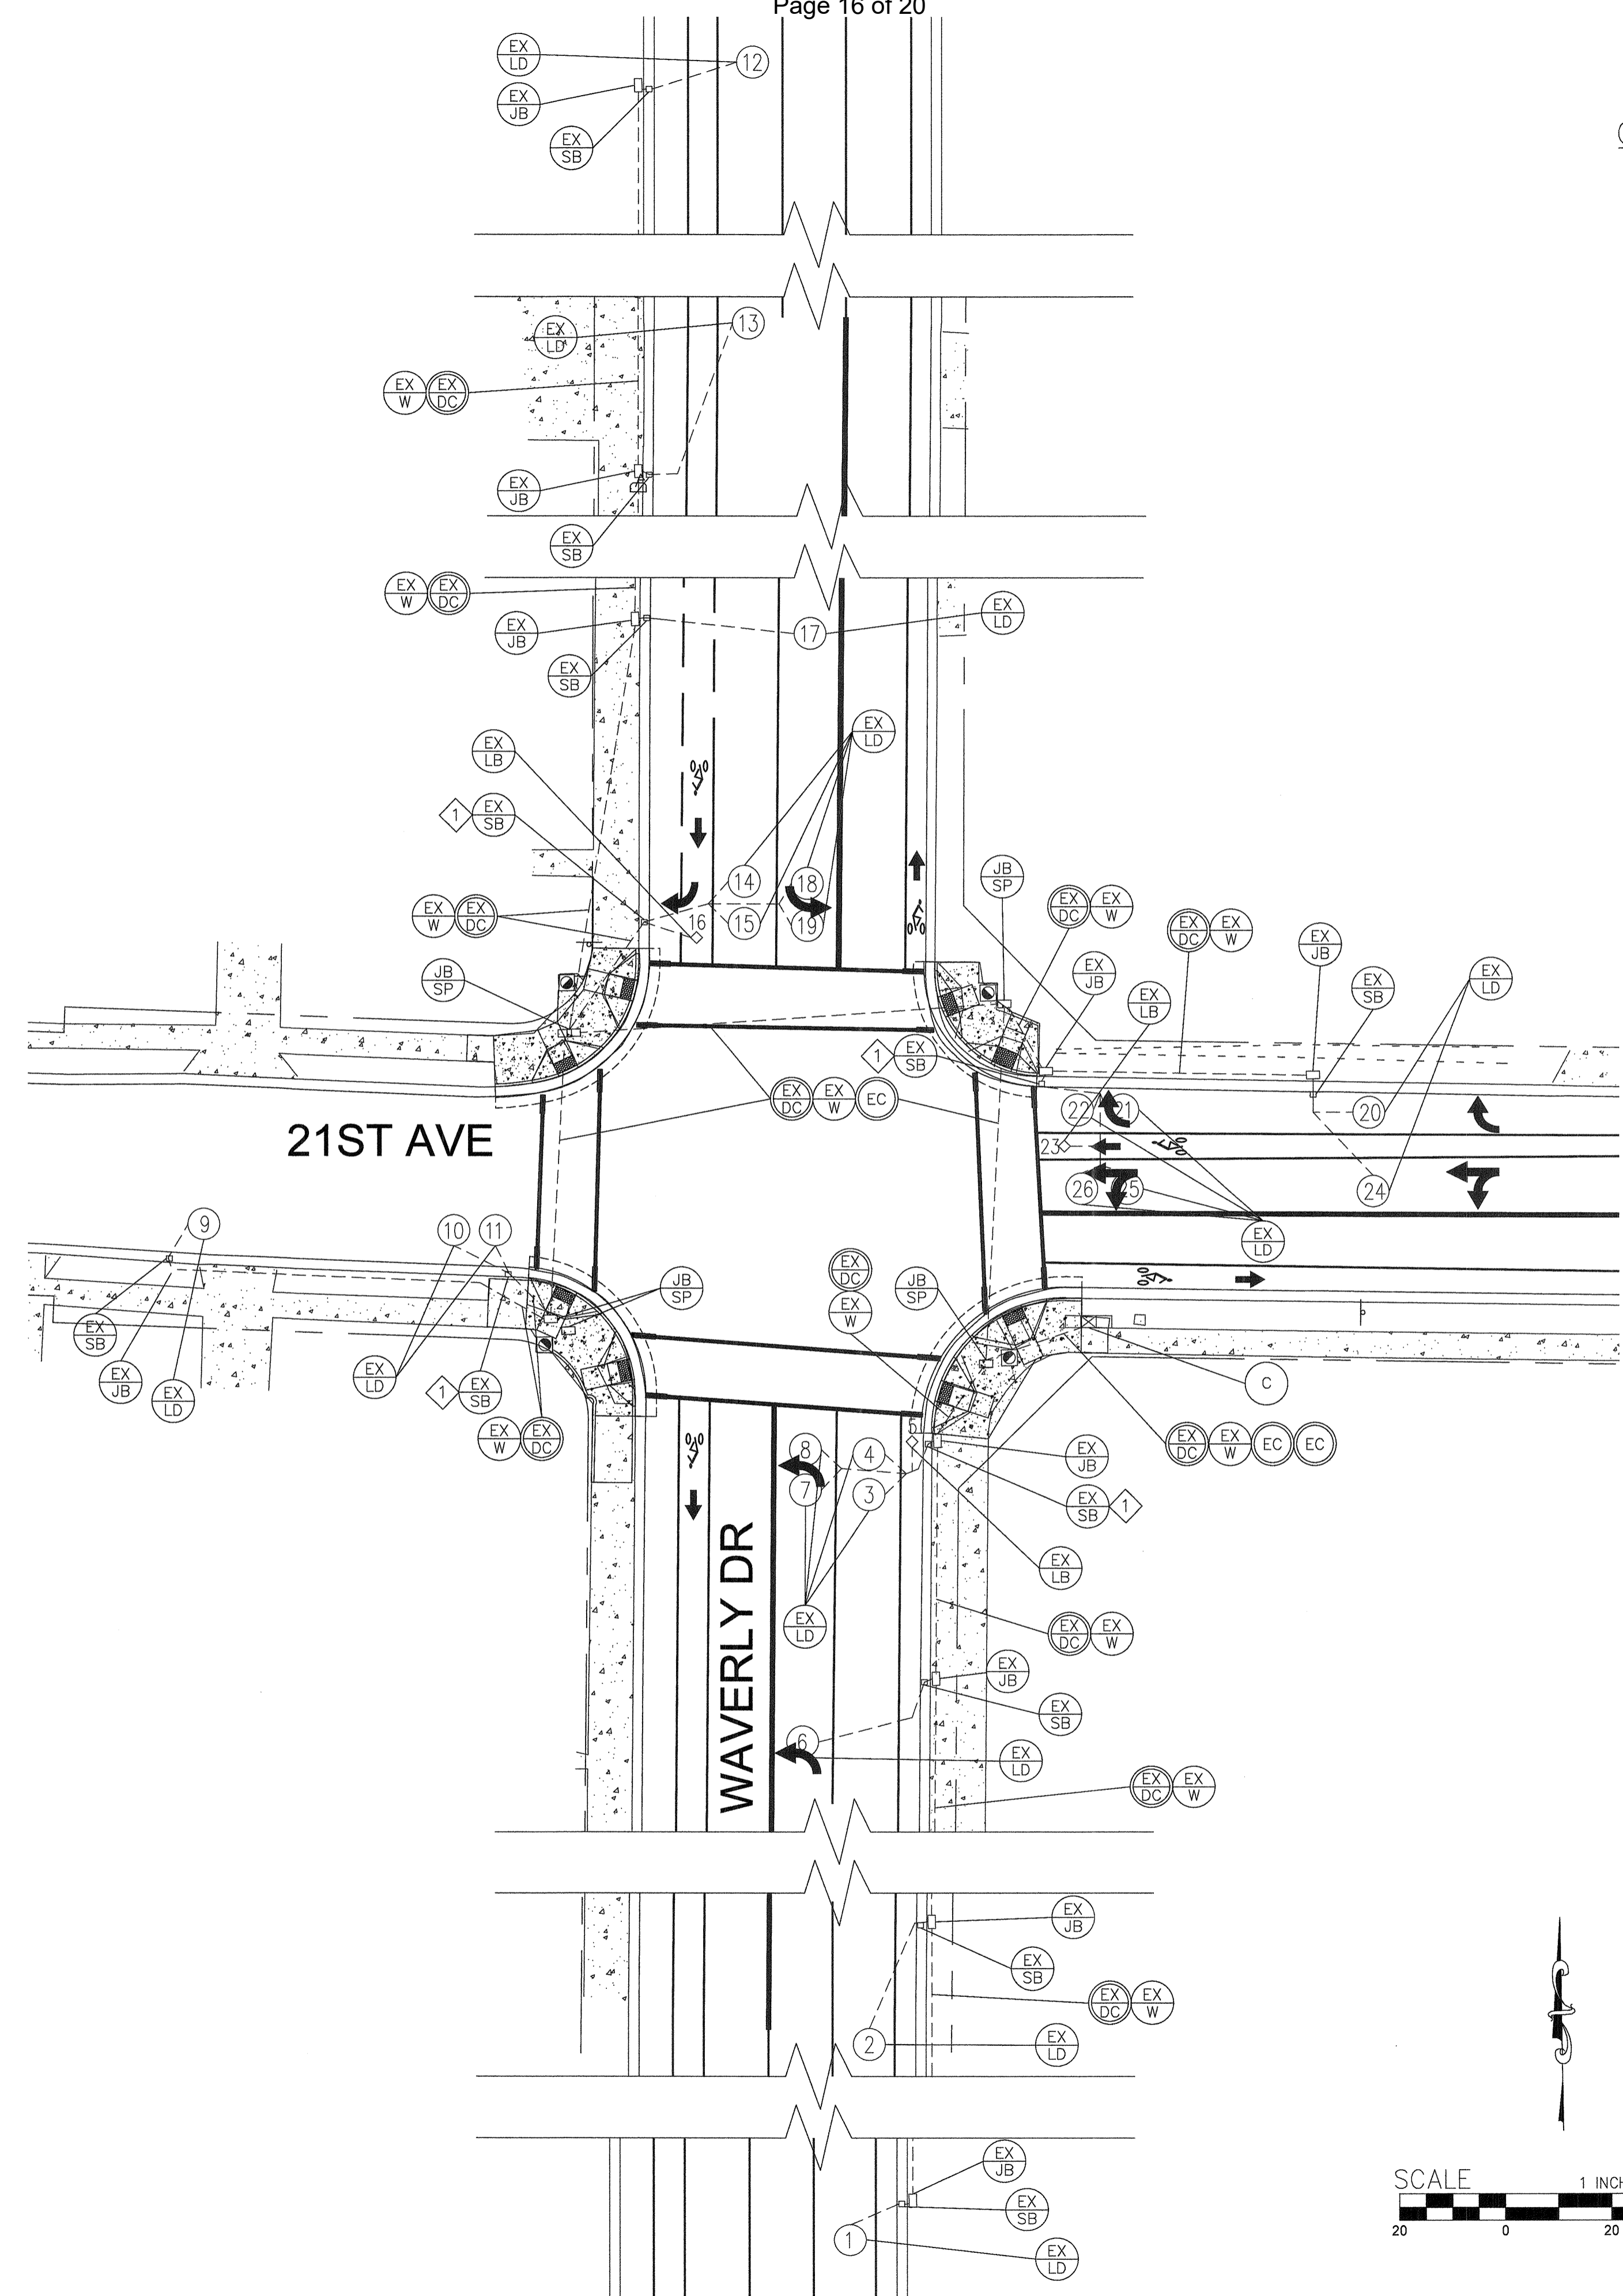 Page 16 of 20
EX LD
12
EX JB
EX SB
13
EX LD
EX W
EX DC
EX JB
EX SB
EX W
EX DC
EX LD
EX JB
17
EX SB
EX LD
EX LB
1
EX SB
14
18
JB SP
EX DC
EX W
EX W
EX DC
16
15
19
EX DC
EX W
EX JB
JB SP
EX JB
EX SB
EX LD
EX LB
1
EX SB
EX DC
EX W
EC
22
21
20
21ST AVE
23
26
25
24
9
10
11
EX LD
EX DC
EX W
JB SP
JB SP
EX SB
EX JB
EX LD
EX LD
1
EX SB
C
EX W
EX DC
5
8
4
EX DC
EX W
EC
EC
EX JB
7
3
EX SB
1
EX LB
EX LD
EX DC
EX W
WAVERLY DR
EX JB
EX SB
6
EX LD
EX DC
EX W
EX JB
EX SB
EX DC
EX W
2
EX LD
EX JB
SCALE
1 INCH
EX SB
20
0
20
1
EX LD